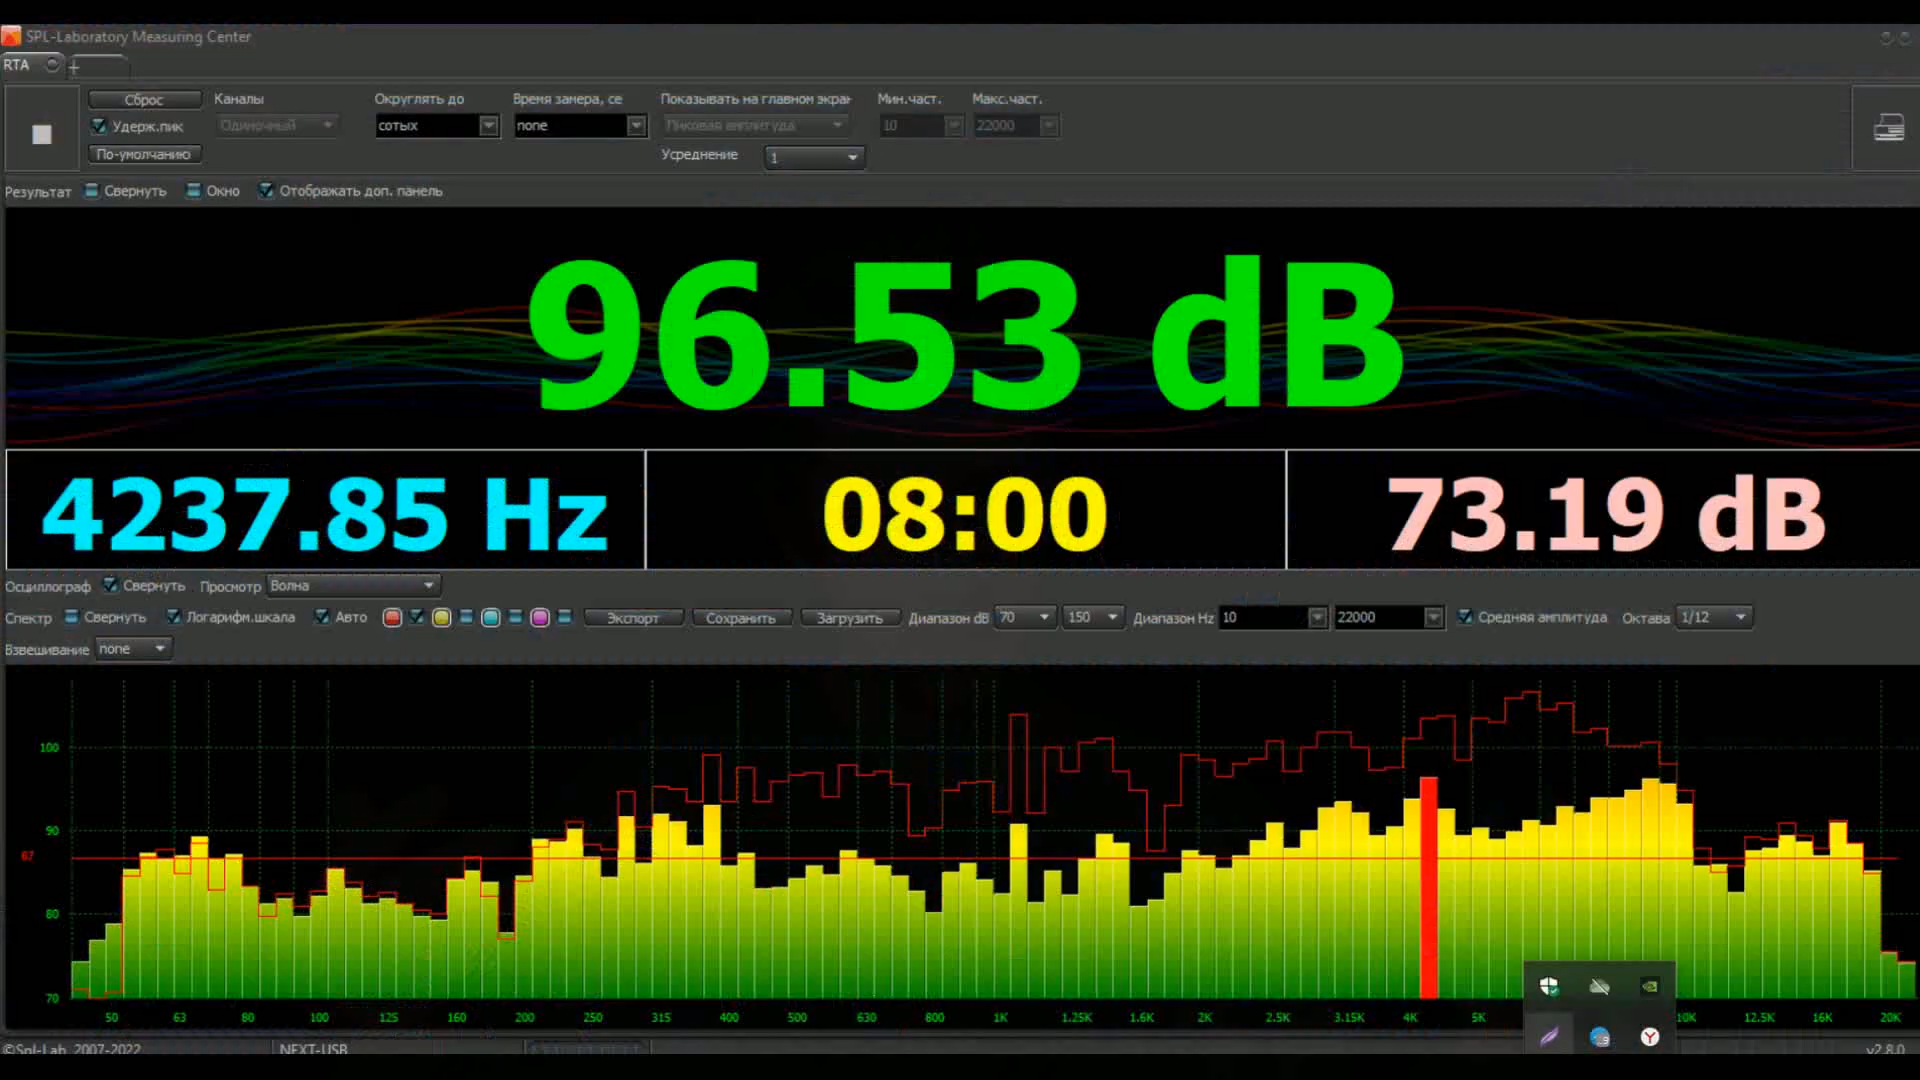 SPL-Laboratory Measuring Center
RTA
+
Сброс Каналы Округлять до Время замера, се Показывать на главном экран Мин.част. Макс.част.
Удерж.пик Одиночный сотых none Пиковая амплитуда 10 22000
По-умолчанию Усреднение 1
Результат Свернуть Окно Отображать доп. панель
96.53 dB
4237.85 Hz 08:00 73.19 dB
Осциллограф Свернуть Просмотр Волна
Спектр Свернуть Логарифм.шкала Авто Экспорт Сохранить Загрузить Диапазон dB 70 150 Диапазон Hz 10 22000 Средняя амплитуда Октава 1/12
Взвешивание none
100
90
87
80
70
50 63 80 100 125 160 200 250 315 400 500 630 800 1K 1.25K 1.6K 2K 2.5K 3.15K 4K 5K 10K 12.5K 16K 20K
©Spl-Lab, 2007-2022 NEXT-USB v2.8.0